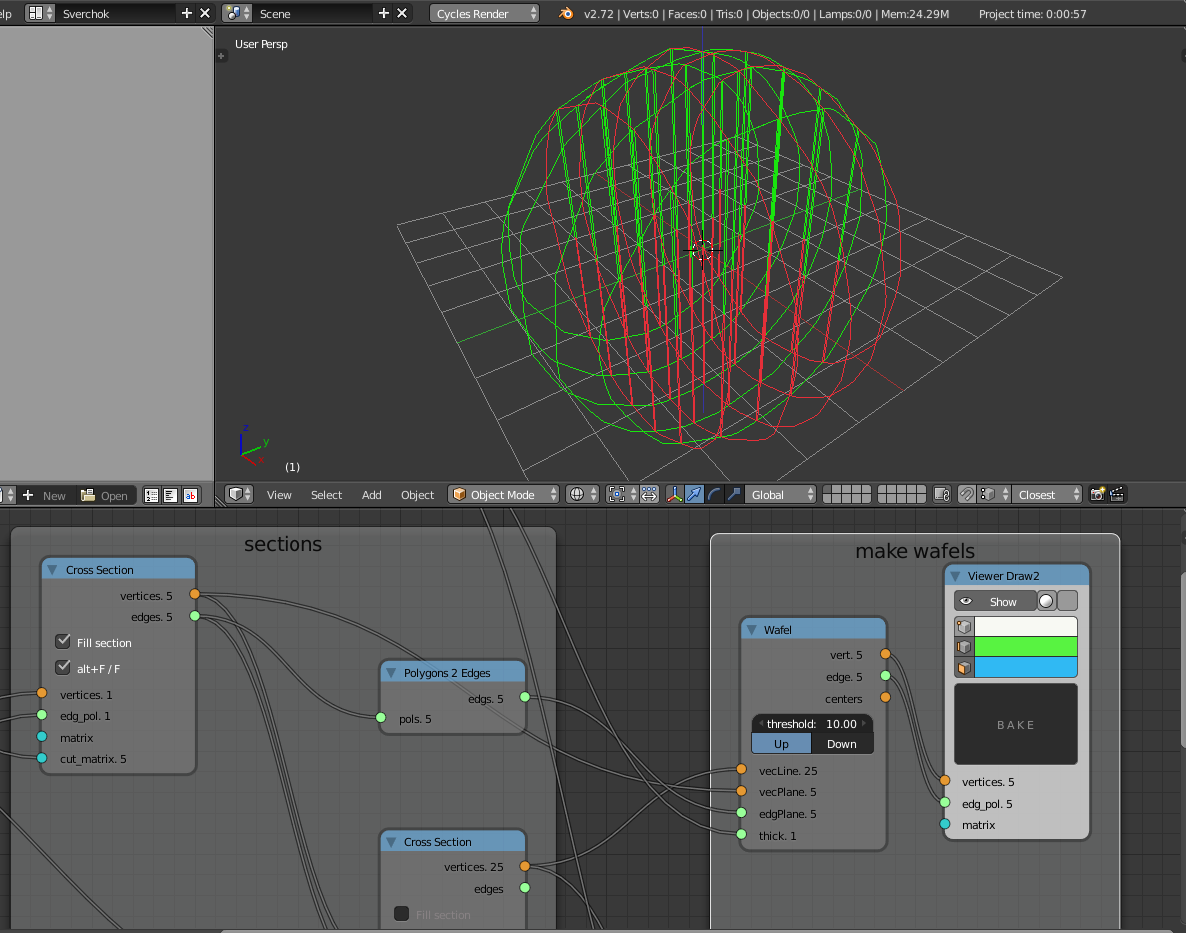 elp
Sverchok
Scene
Cycles Render
v2.72 | Verts:0 | Faces:0 | Tris:0 | Objects:0/0 | Lamps:0/0 | Mem:24.29M
Project time: 0:00:57
User Persp
z
y
x
(1)
New
Open
ab
View
Select
Add
Object
Object Mode
Global
Closest
sections
Cross Section
vertices. 5
edges. 5
Fill section
alt+F / F
vertices. 1
edg_pol. 1
matrix
cut_matrix. 5
Polygons 2 Edges
edgs. 5
pols. 5
Cross Section
vertices. 25
edges
Fill section
make wafels
Wafel
vert. 5
edge. 5
centers
threshold: 10.00
Up
Down
vecLine. 25
vecPlane. 5
edgPlane. 5
thick. 1
Viewer Draw2
Show
BAKE
vertices. 5
edg_pol. 5
matrix